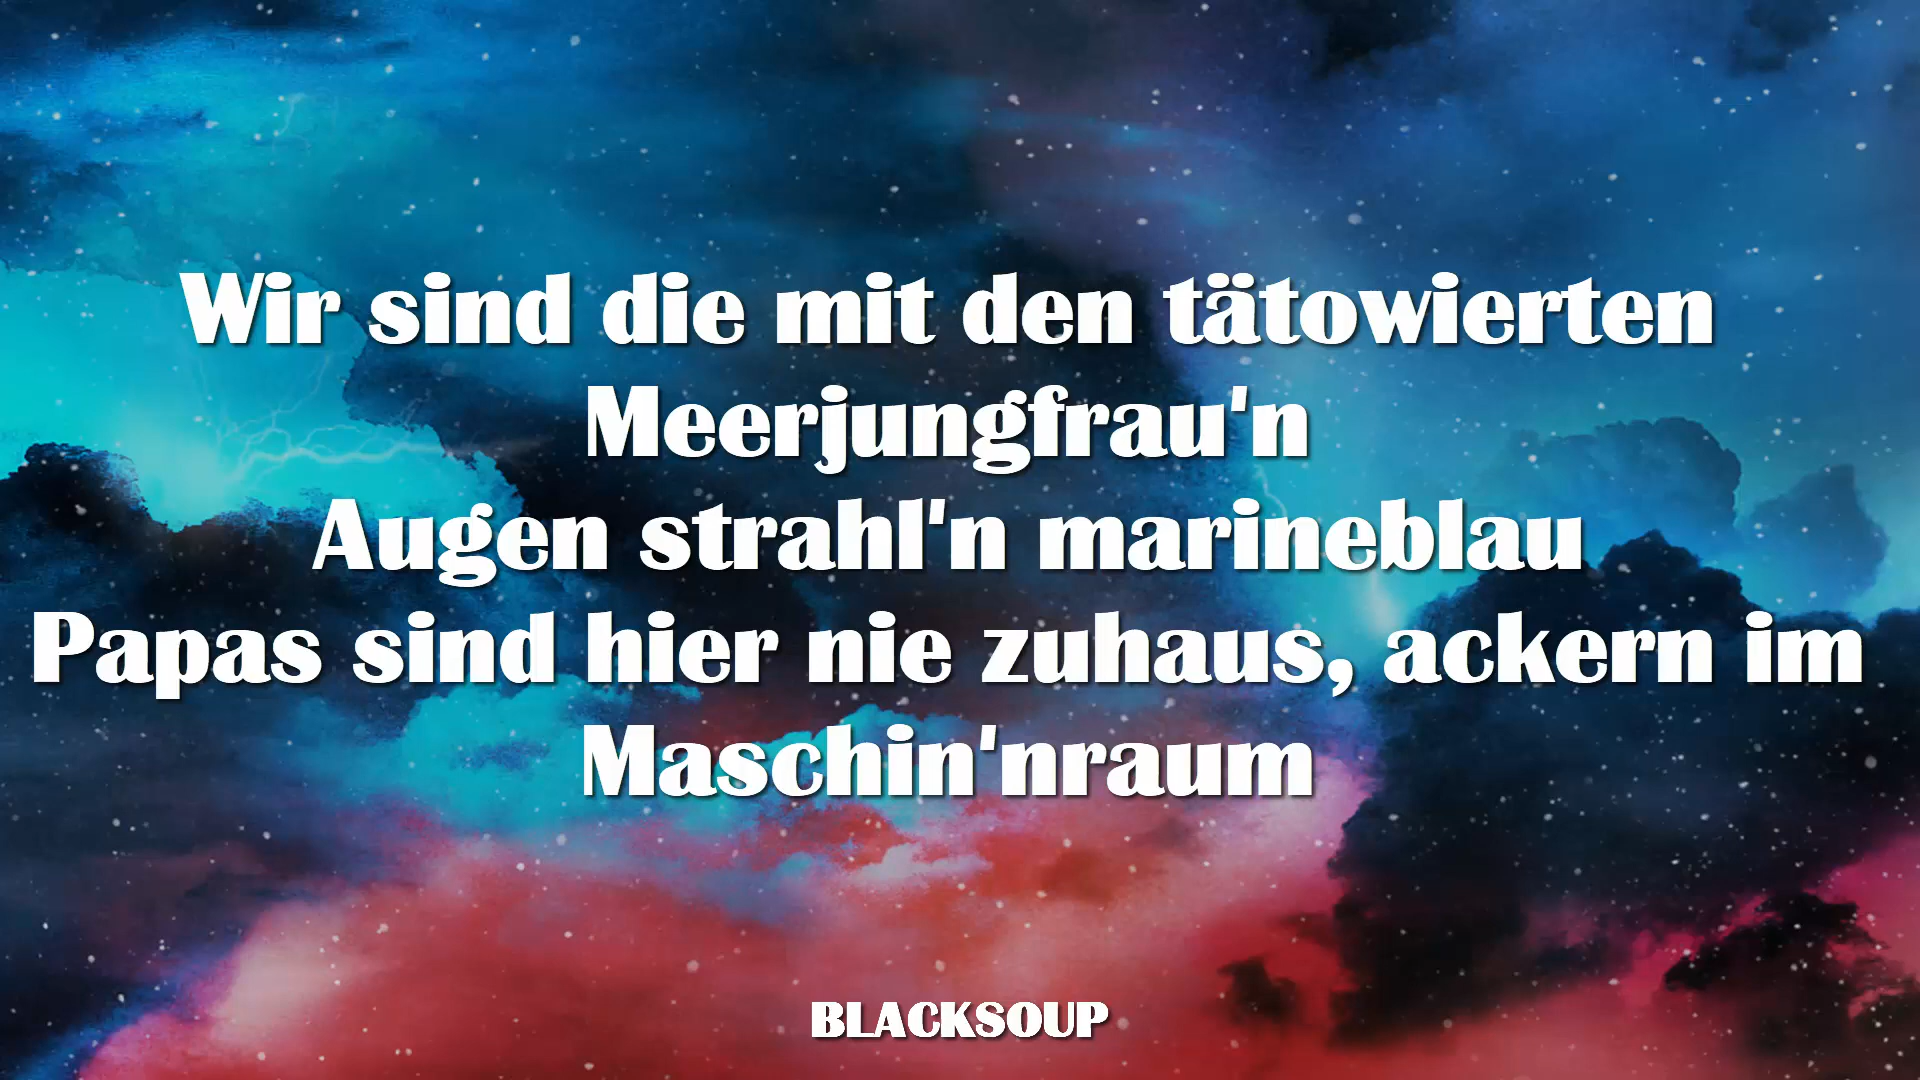 Wir sind die mit den tätowierten
Meerjungfrau'n
Augen strahl'n marineblau
Papas sind hier nie zuhaus, ackern im
Maschin'nraum
BLACKSOUP